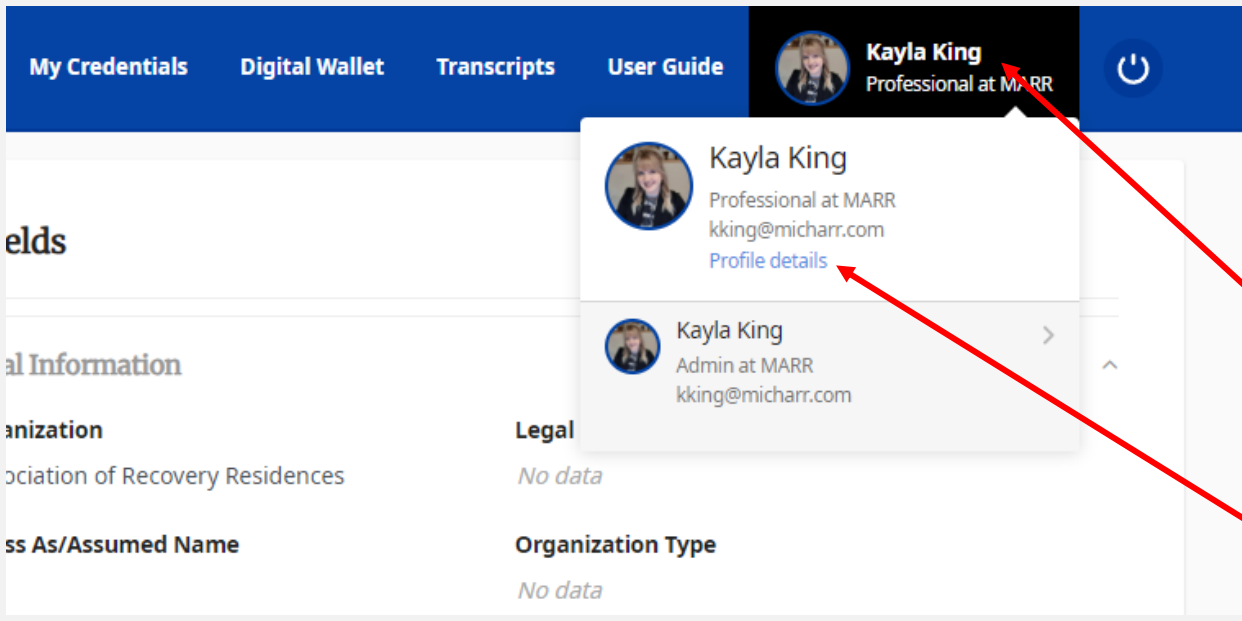 My Credentials Digital Wallet Transcripts User Guide
Kayla King
Professional at MARR
Kayla King
Professional at MARR
kking@micharr.com
Profile details
Kayla King
Admin at MARR
kking@micharr.com
elds
al Information
anization
ociation of Recovery Residences
Legal
No data
ss As/Assumed Name
Organization Type
No data